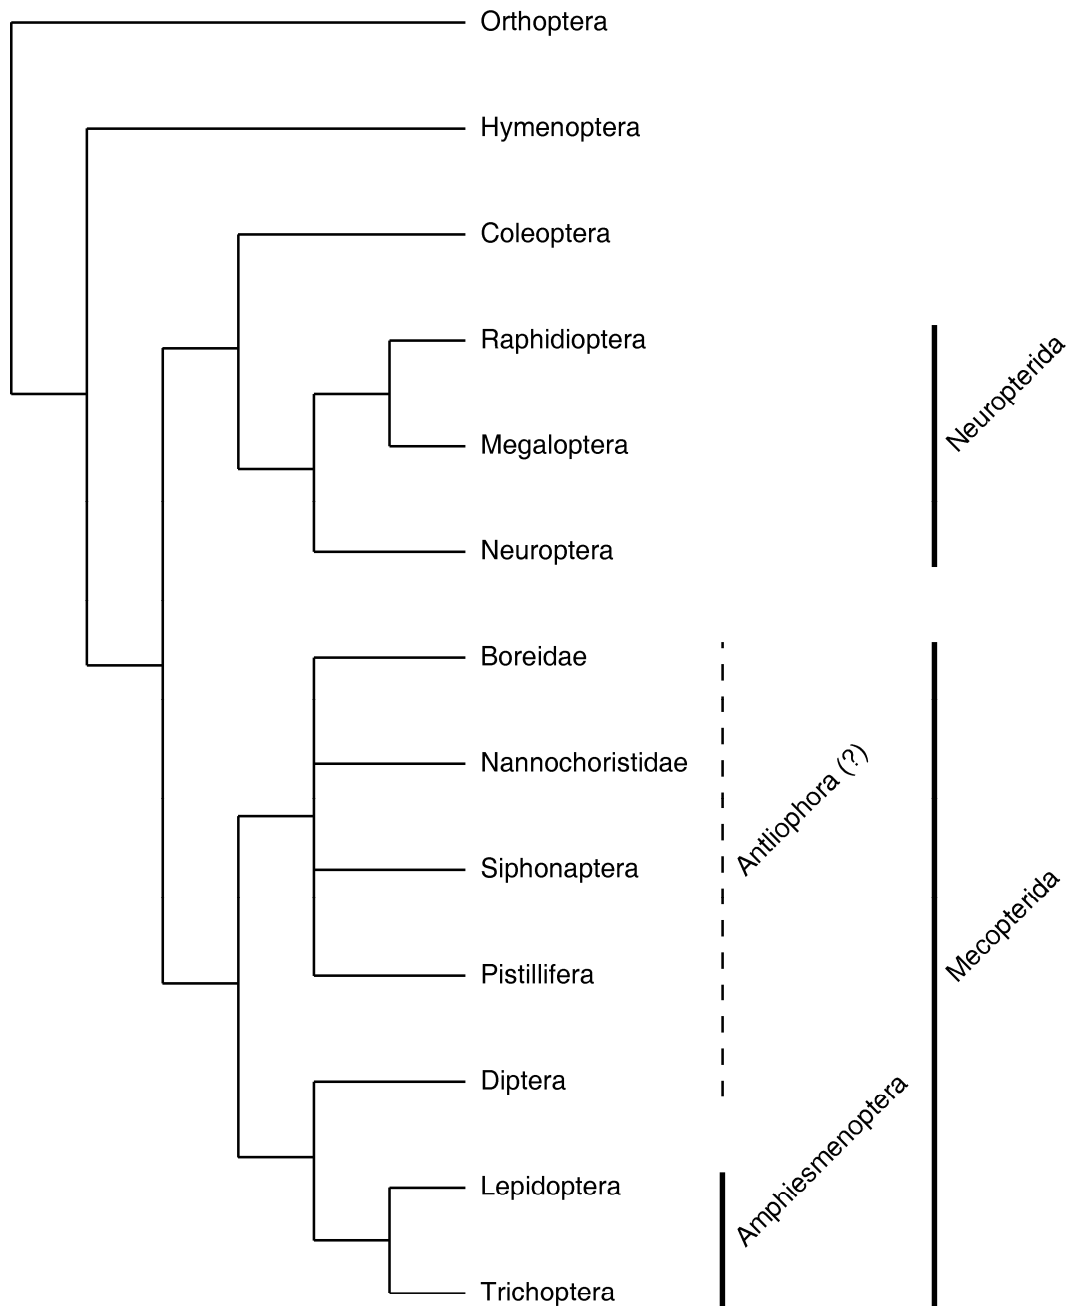 Orthoptera
Hymenoptera
Coleoptera
Raphidioptera
Megaloptera
Neuroptera
Neuropterida
Boreidae
Nannochoristidae
Siphonaptera
Pistillifera
Diptera
Lepidoptera
Trichoptera
Antliophora (?)
Amphiesmenoptera
Mecopterida